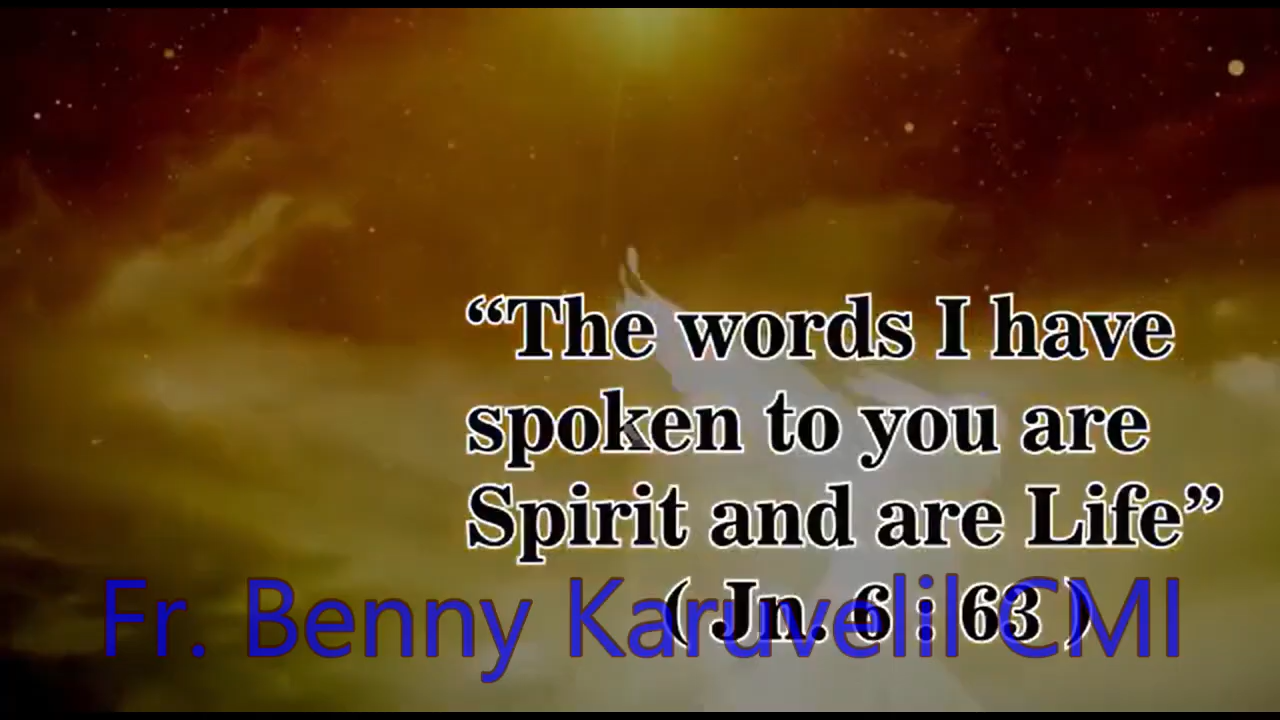 “The words I have
spoken to you are
Spirit and are Life”
( Jn. 6 : 63 )
Fr. Benny Karuvelil CMI